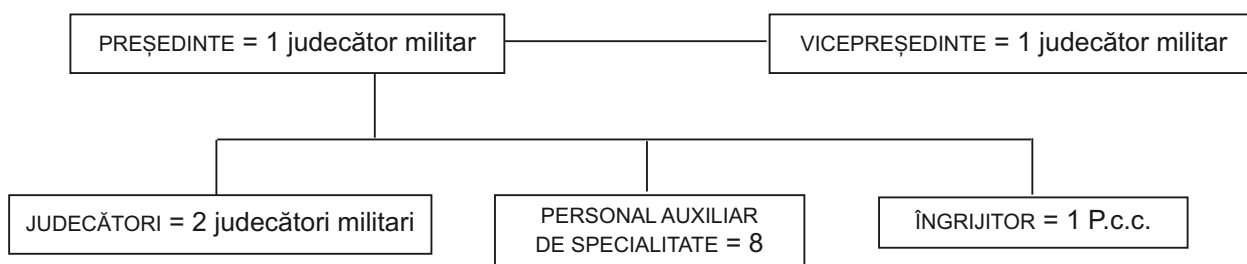 PREȘEDINTE = 1 judecător militar
VICEPREȘEDINTE = 1 judecător militar
JUDECĂTORI = 2 judecători militari
PERSONAL AUXILIAR
DE SPECIALITATE = 8
ÎNGRIJITOR = 1 P.c.c.